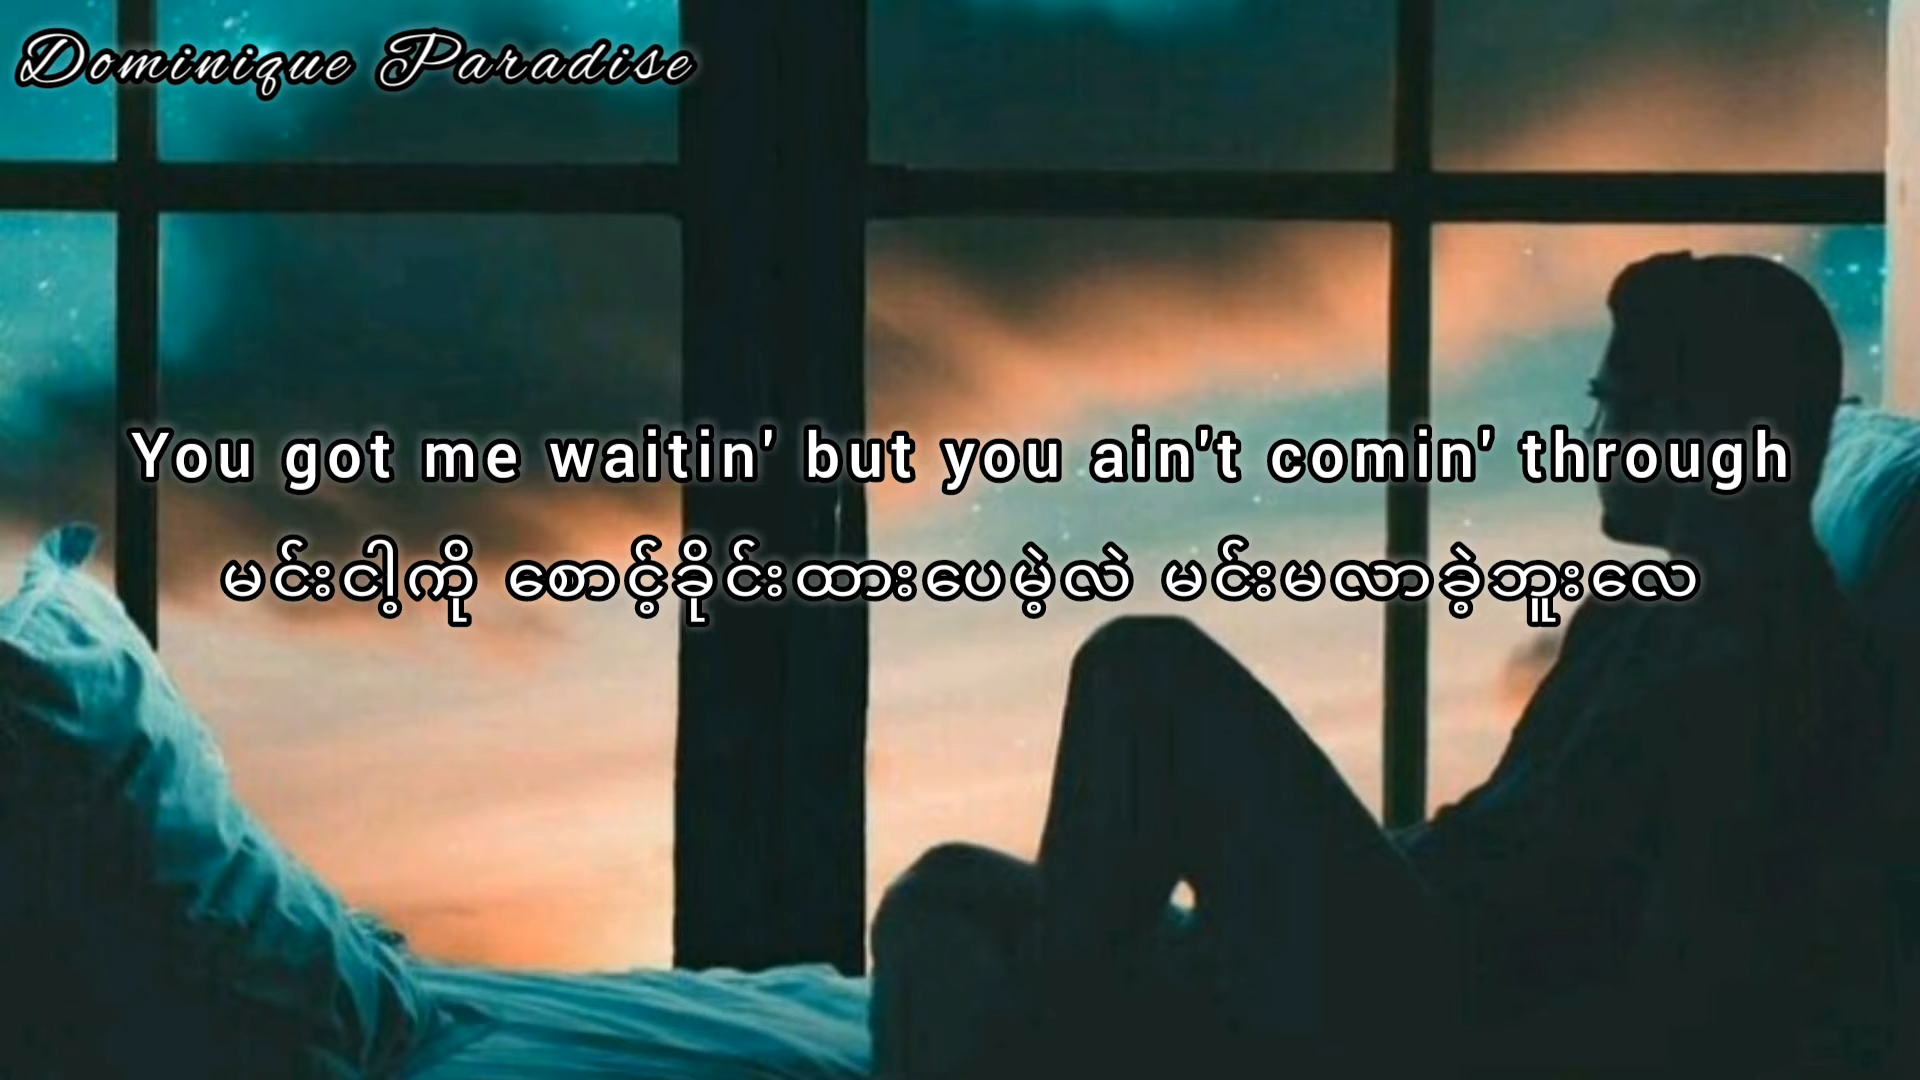 Dominique Paradise
You got me waitin' but you ain't comin' through
မင်းငါ့ကို စောင့်ခိုင်းထားပေမဲ့လဲ မင်းမလာခဲ့ဘူးလေ